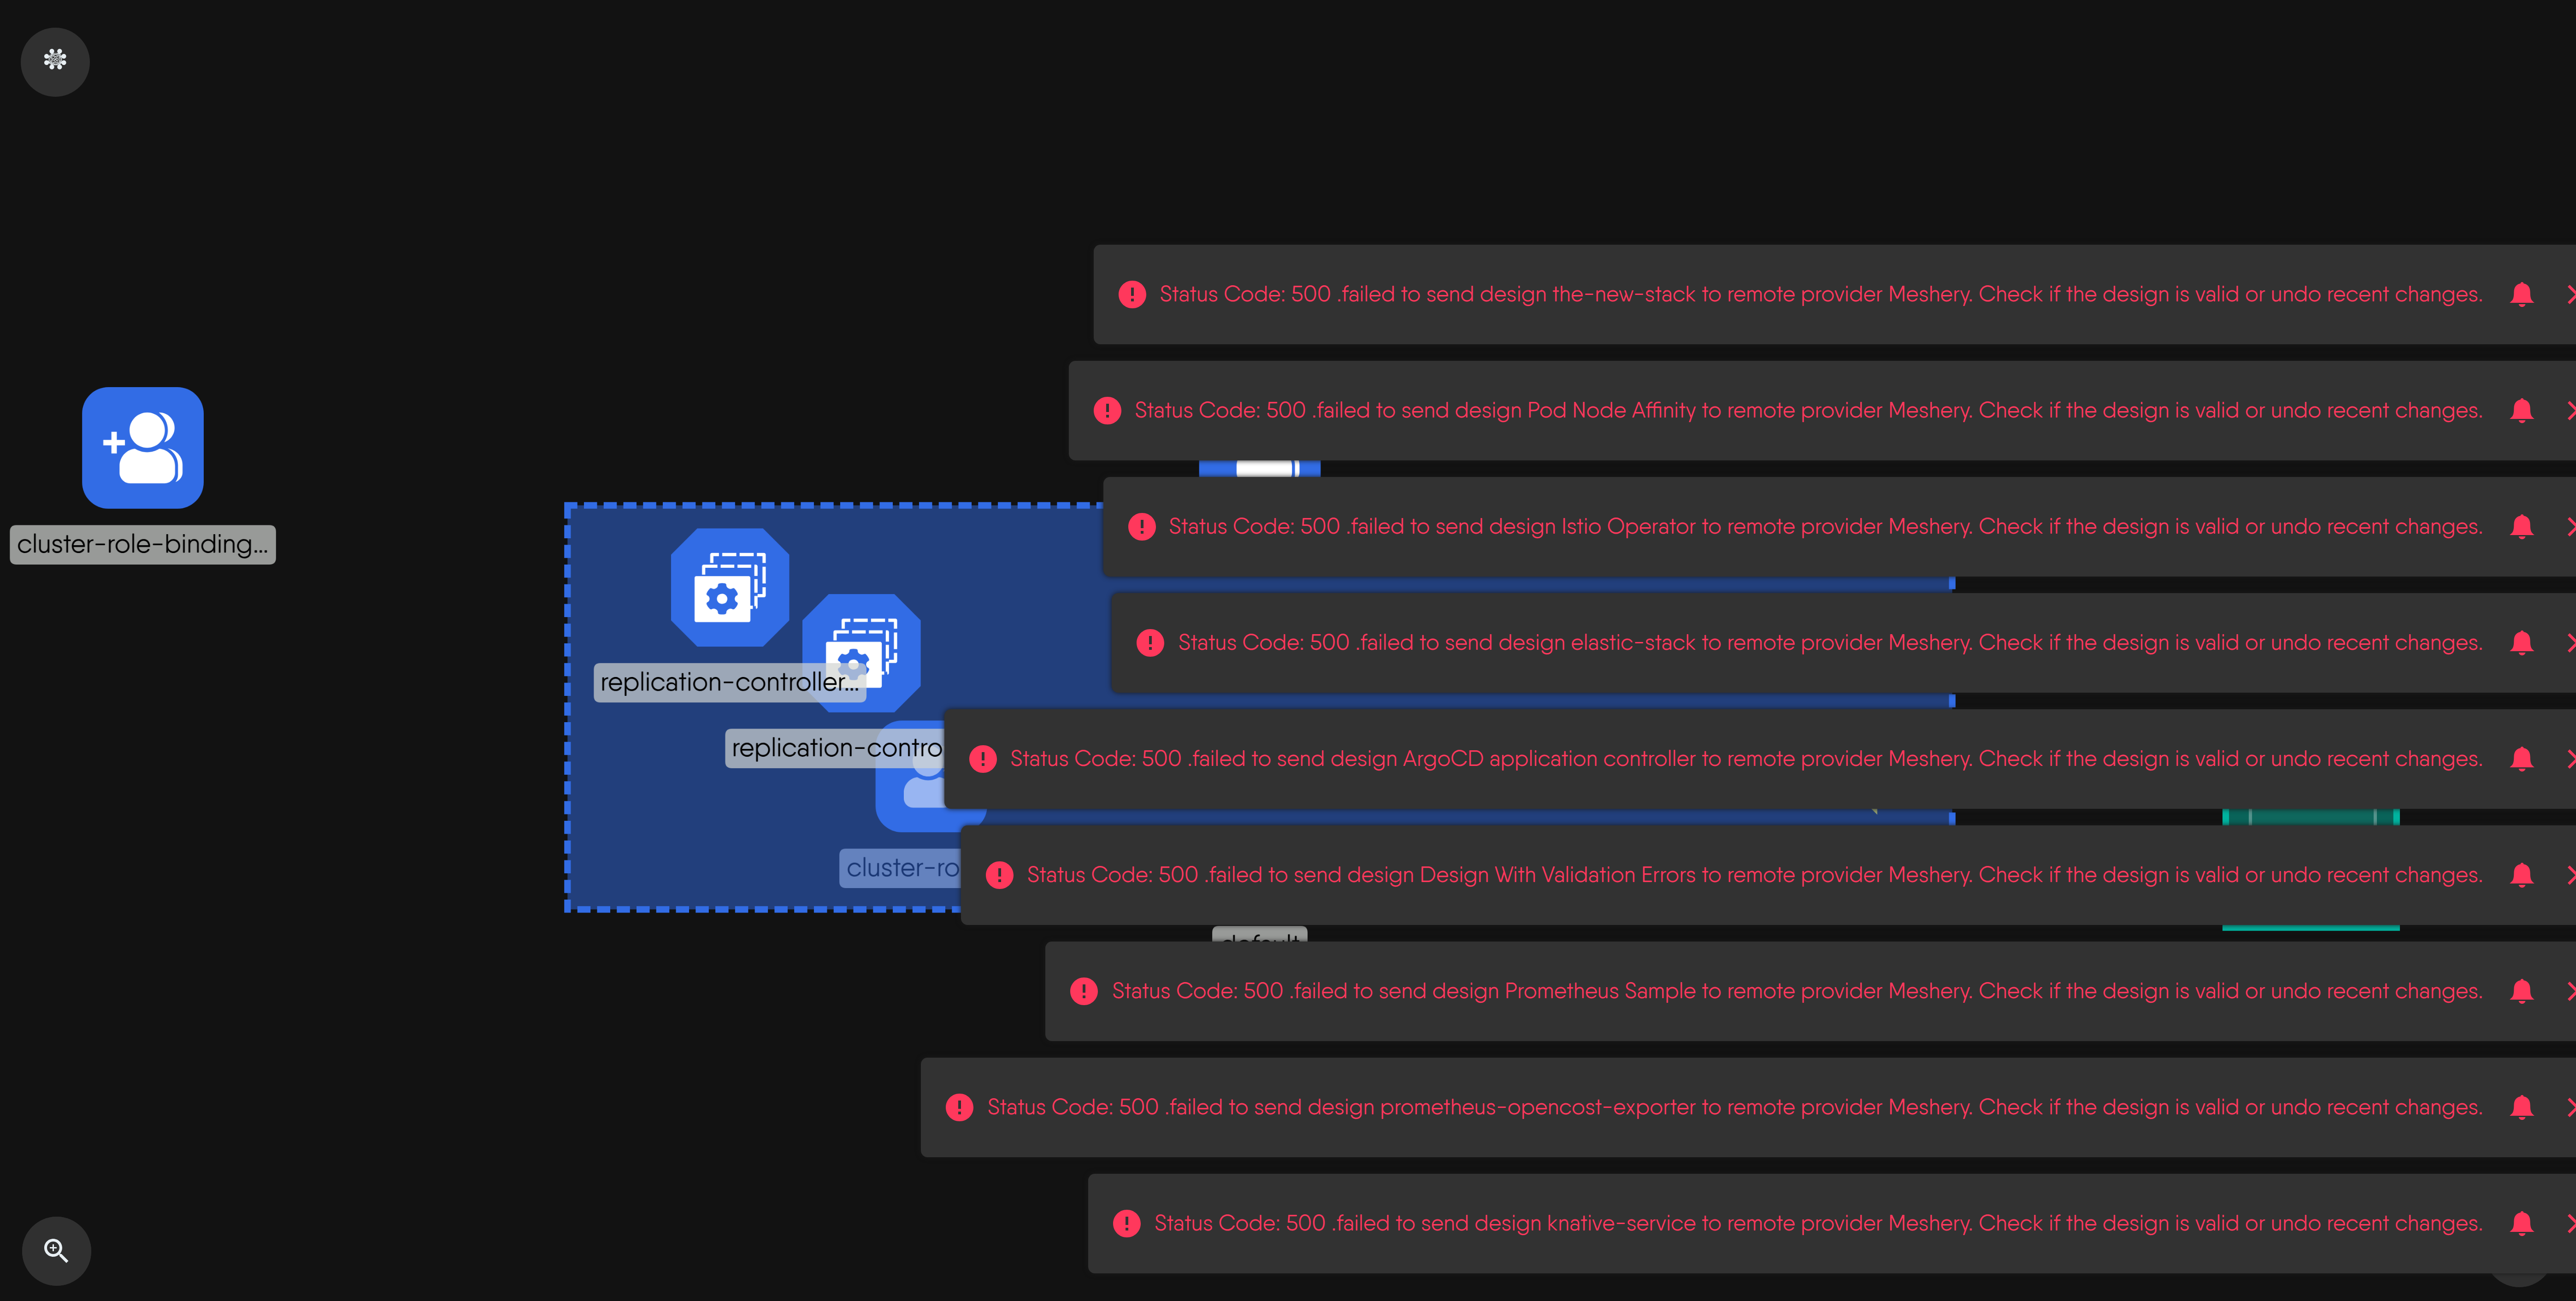 Status Code: 500 .failed to send design the-new-stack to remote provider Meshery. Check if the design is valid or undo recent changes.
Status Code: 500 .failed to send design Pod Node Affinity to remote provider Meshery. Check if the design is valid or undo recent changes.
Status Code: 500 .failed to send design Istio Operator to remote provider Meshery. Check if the design is valid or undo recent changes.
cluster-role-binding...
Status Code: 500 .failed to send design elastic-stack to remote provider Meshery. Check if the design is valid or undo recent changes.
replication-controller...
replication-contro
Status Code: 500 .failed to send design ArgoCD application controller to remote provider Meshery. Check if the design is valid or undo recent changes.
cluster-ro
Status Code: 500 .failed to send design Design With Validation Errors to remote provider Meshery. Check if the design is valid or undo recent changes.
default
Status Code: 500 .failed to send design Prometheus Sample to remote provider Meshery. Check if the design is valid or undo recent changes.
Status Code: 500 .failed to send design prometheus-opencost-exporter to remote provider Meshery. Check if the design is valid or undo recent changes.
Status Code: 500 .failed to send design knative-service to remote provider Meshery. Check if the design is valid or undo recent changes.